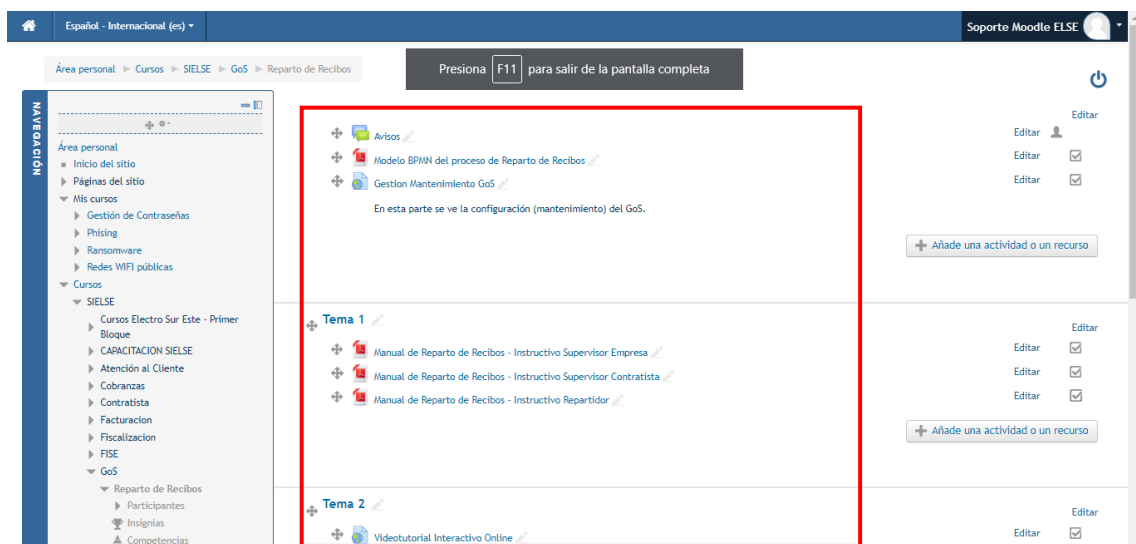 Español - Internacional (es)
Soporte Moodle ELSE
Área personal Cursos SIELSE GoS Reparto de Recibos
Presiona F11 para salir de la pantalla completa
NAVEGACIÓN
Área personal
Inicio del sitio
Páginas del sitio
Mis cursos
Gestión de Contraseñas
Phising
Ransomware
Redes WIFI públicas
Cursos
SIELSE
Cursos Electro Sur Este - Primer
Bloque
CAPACITACION SIELSE
Atención al Cliente
Cobranzas
Contratista
Facturacion
Fiscalizacion
FISE
GoS
Reparto de Recibos
Participantes
Insignias
Competencias
Editar
Avisos Editar
Modelo BPMN del proceso de Reparto de Recibos Editar
Gestion Mantenimiento GoS Editar
En esta parte se ve la configuración (mantenimiento) del GoS.
Añade una actividad o un recurso
Tema 1
Editar
Manual de Reparto de Recibos - Instructivo Supervisor Empresa Editar
Manual de Reparto de Recibos - Instructivo Supervisor Contratista Editar
Manual de Reparto de Recibos - Instructivo Repartidor Editar
Añade una actividad o un recurso
Tema 2
Editar
Videotutorial Interactivo Online Editar